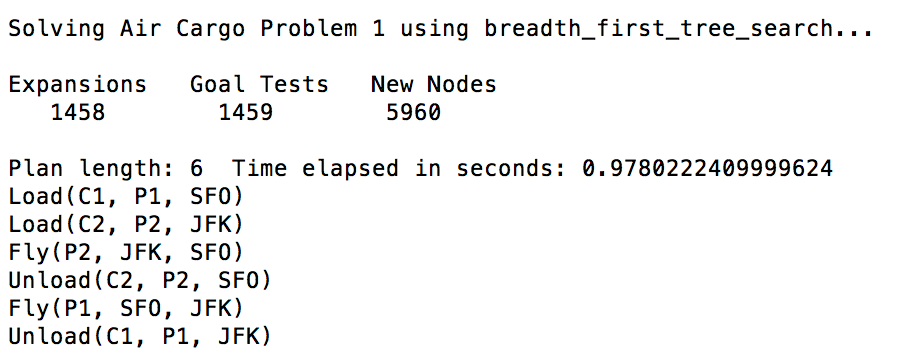 Solving Air Cargo Problem 1 using breadth_first_tree_search...
Expansions   Goal Tests   New Nodes
1458        1459        5960
Plan length: 6  Time elapsed in seconds: 0.9780222409999624
Load(C1, P1, SFO)
Load(C2, P2, JFK)
Fly(P2, JFK, SFO)
Unload(C2, P2, SFO)
Fly(P1, SFO, JFK)
Unload(C1, P1, JFK)